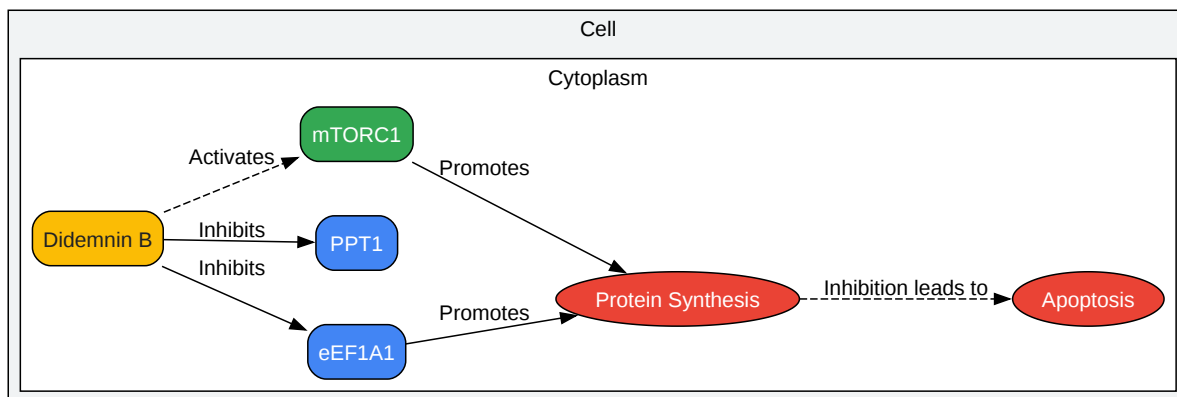 Cell
Cytoplasm
mTORC1
Activates
Promotes
Didemnin B
Inhibits
PPT1
Inhibits
Protein Synthesis
Inhibition leads to
Apoptosis
Promotes
eEF1A1